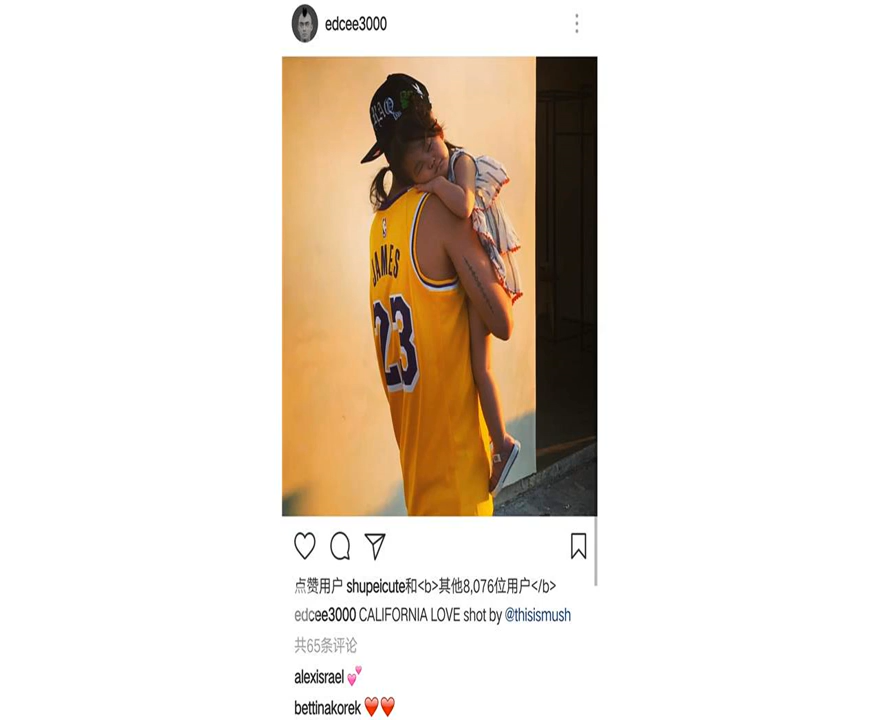 edcee3000
JAMES
23
点赞用户 shupeicute和<b>其他8,076位用户</b>
edcee3000 CALIFORNIA LOVE shot by @thisismush
共65条评论
alexisrael 💕
bettinakorek ❤️❤️